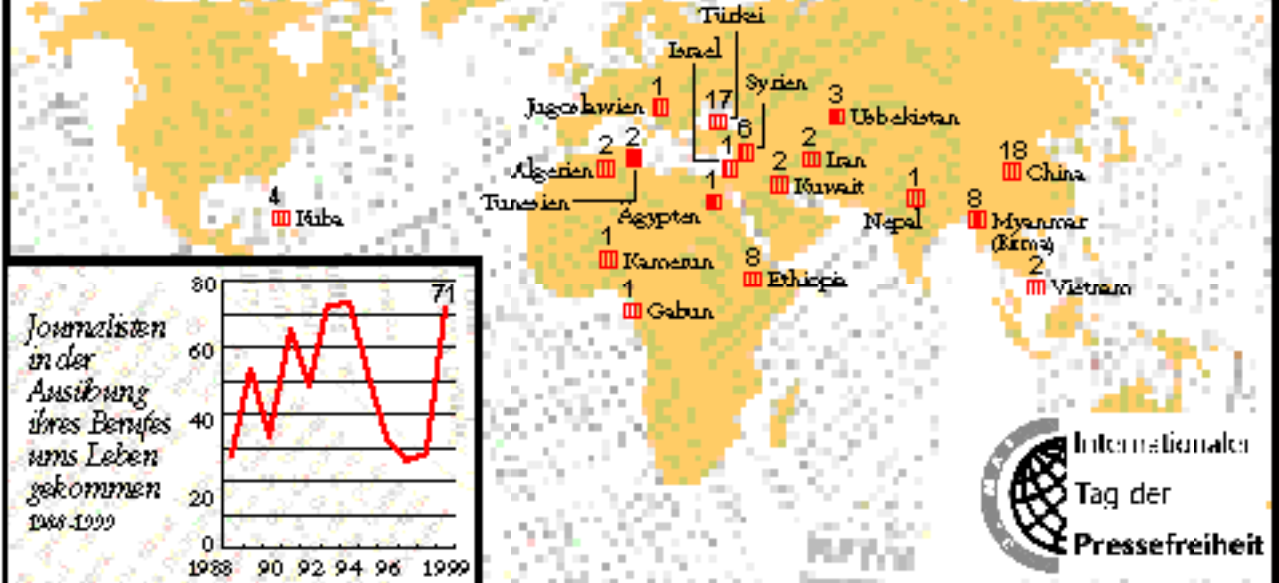 Türkei
Israel
Syrien
1
Jugoslawien
17
3
Usbekistan
6
2
2
Algerien
1
2
Iran
18
China
2
Kuwait
Tunesien
1
Ägypten
1
Nepal
8
Myanmar
(Birma)
4
Kuba
1
Kamerun
8
Ethiopia
2
Vietnam
1
Gabun
Journalisten
in der
Ausübung
ihres Berufes
ums Leben
gekommen
1988-1999
80
60
40
20
0
71
1988 90 92 94 96 1999
Internationaler
Tag der
Pressefreiheit